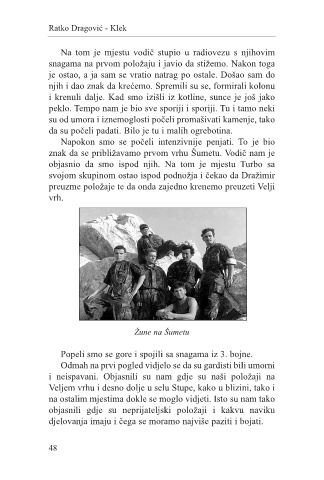 Ratko Dragović - Klek
Na tom je mjestu vodič stupio u radiovezu s njihovim
snagama na prvom položaju i javio da stižemo. Nakon toga
je ostao, a ja sam se vratio natrag po ostale. Došao sam do
njih i dao znak da krećemo. Spremili su se, formirali kolonu
i krenuli dalje. Kad smo izišli iz kotline, sunce je još jako
peklo. Tempo nam je bio sve sporiji i sporiji. Tu i tamo neki
su od umora i iznemoglosti počeli promašivati kamenje, tako
da su počeli padati. Bilo je tu i malih ogrebotina.
Napokon smo se počeli intenzivnije penjati. To je bio
znak da se približavamo prvom vrhu Šumetu. Vodič nam je
objasnio da smo ispod njih. Na tom je mjestu Turbo sa
svojom skupinom ostao ispod podnožja i čekao da Dražimir
preuzme položaje te da onda zajedno krenemo preuzeti Velji
vrh.
Žune na Šumetu
Popeli smo se gore i spojili sa snagama iz 3. bojne.
Odmah na prvi pogled vidjelo se da su gardisti bili umorni
i neispavani. Objasnili su nam gdje su naši položaji na
Veljem vrhu i desno dolje u selu Stupe, kako u blizini, tako i
na ostalim mjestima dokle se moglo vidjeti. Isto su nam tako
objasnili gdje su neprijateljski položaji i kakvu naviku
djelovanja imaju i čega se moramo najviše paziti i bojati.
48